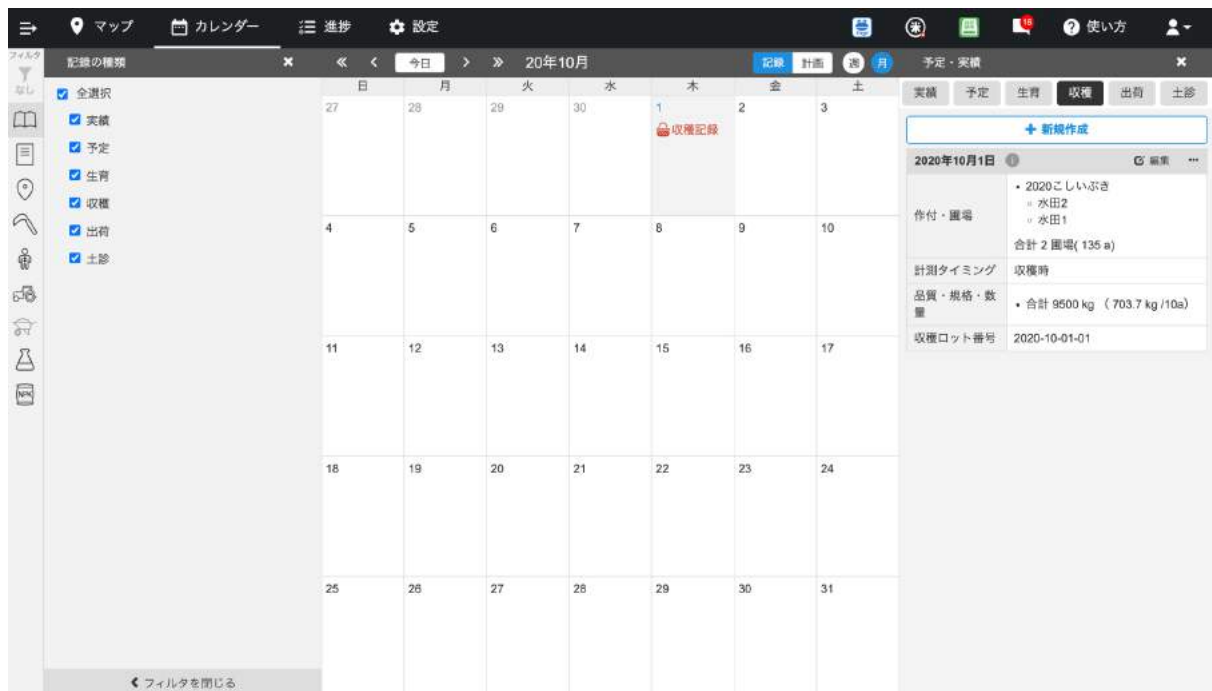 マップ
カレンダー
進捗
設定
使い方
フィルタ
なし
記録の種類
全選択
実績
予定
生育
収穫
出荷
土診
フィルタを閉じる
今日
20年10月
記録 計画 週 月
日 月 火 水 木 金 土
27 28 29 30 1 2 3
収穫記録
4 5 6 7 8 9 10
11 12 13 14 15 16 17
18 19 20 21 22 23 24
25 26 27 28 29 30 31
予定・実績
実績 予定 生育 収穫 出荷 土診
新規作成
2020年10月1日 編集
作付・圃場
• 2020こしいぶき
水田2
水田1
合計 2 圃場( 135 a)
計測タイミング 収穫時
品質・規格・数
量
• 合計 9500 kg （ 703.7 kg /10a）
収穫ロット番号 2020-10-01-01